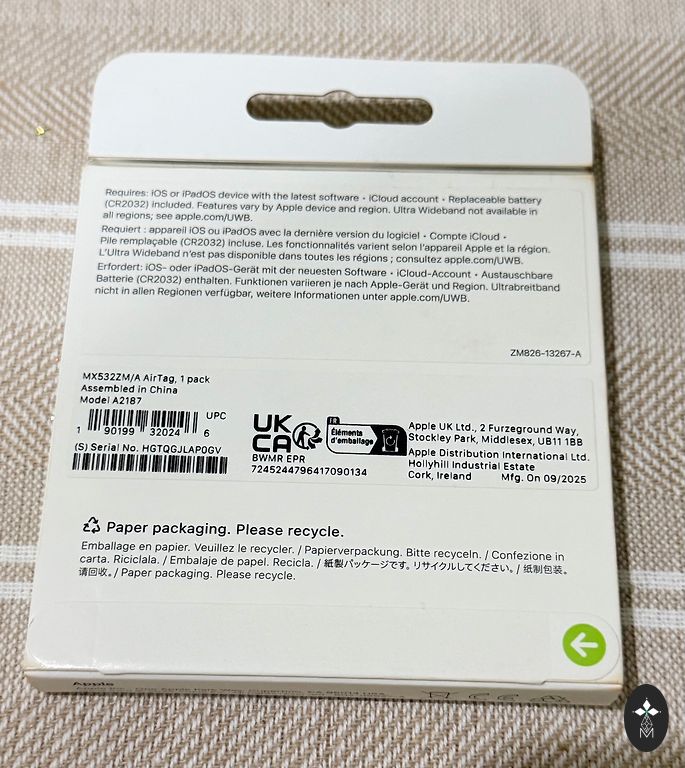 Requires: iOS or iPadOS device with the latest software • iCloud account • Replaceable battery
(CR2032) included. Features vary by Apple device and region. Ultra Wideband not available in
all regions; see apple.com/UWB.
Requiert : appareil iOS ou iPadOS avec la dernière version du logiciel • Compte iCloud •
Pile remplaçable (CR2032) incluse. Les fonctionnalités varient selon l'appareil Apple et la région.
L'Ultra Wideband n'est pas disponible dans toutes les régions ; consultez apple.com/UWB.
Erfordert: iOS- oder iPadOS-Gerät mit der neuesten Software • iCloud-Account • Austauschbare
Batterie (CR2032) enthalten. Funktionen variieren je nach Apple-Gerät und Region. Ultrabreitband
nicht in allen Regionen verfügbar, weitere Informationen unter apple.com/UWB.
ZM826-13267-A
MX532ZM/A AirTag, 1 pack
Assembled in China
Model A2187
UPC
1 90199 32024 6
(S) Serial No. HGTQGJLAP0GV
UK
CA
FR
Éléments
d'emballage
BWMR EPR
7245244796417090134
Apple UK Ltd., 2 Furzeground Way,
Stockley Park, Middlesex, UB11 1BB
Apple Distribution International Ltd.
Hollyhill Industrial Estate
Cork, Ireland Mfg. On 09/2025
Paper packaging. Please recycle.
Emballage en papier. Veuillez le recycler. / Papierverpackung. Bitte recyceln. / Confezione in
carta. Riciclala. / Embalaje de papel. Recicla. / 紙製パッケージです。リサイクルしてください。/ 纸制包装。
请回收。/ Paper packaging. Please recycle.
Apple
M